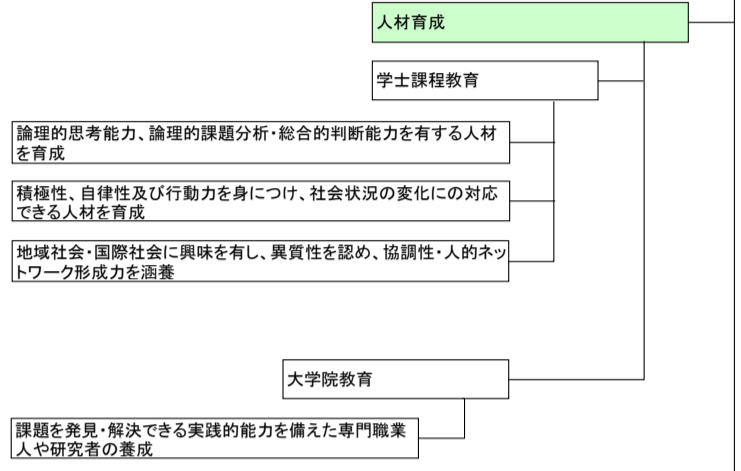 人材育成
学士課程教育
論理的思考能力、論理的課題分析・総合的判断能力を有する人材
を育成
積極性、自律性及び行動力を身につけ、社会状況の変化にの対応
できる人材を育成
地域社会・国際社会に興味を有し、異質性を認め、協調性・人的ネッ
トワーク形成力を涵養
大学院教育
課題を発見・解決できる実践的能力を備えた専門職業
人や研究者の養成